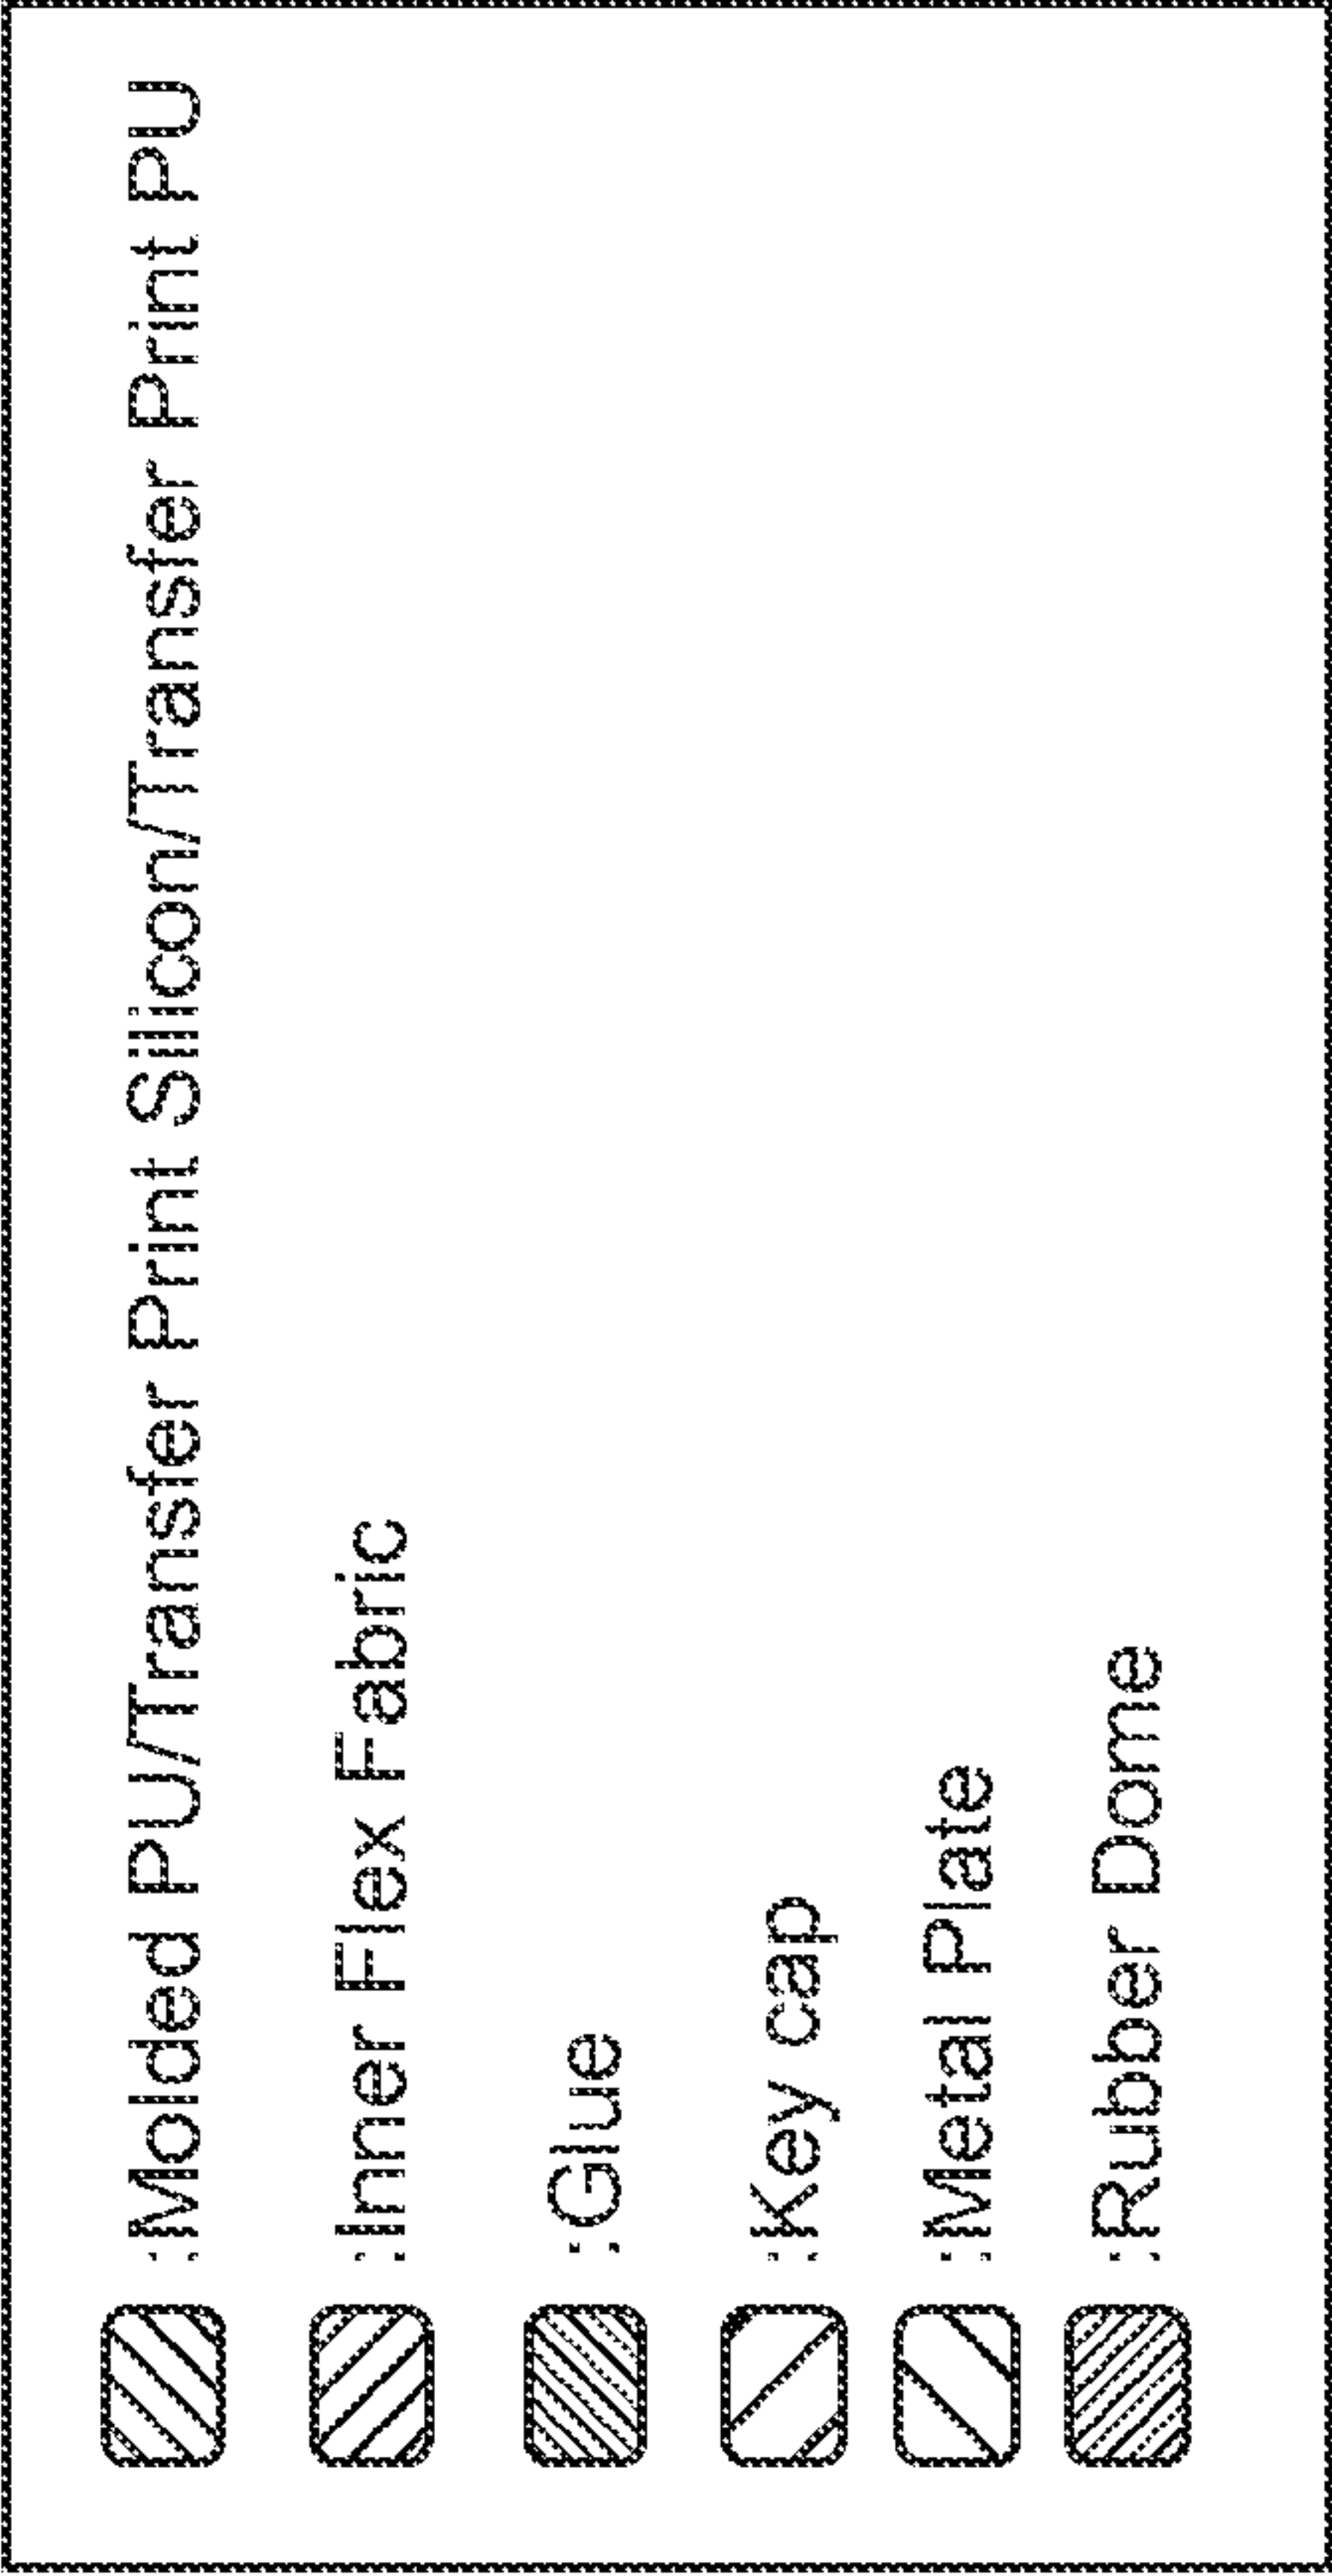 :Molded PU/Transfer Print Silicon/Transfer Print PU
:Inner Flex Fabric
:Glue
:Key cap
:Metal Plate
:Rubber Dome